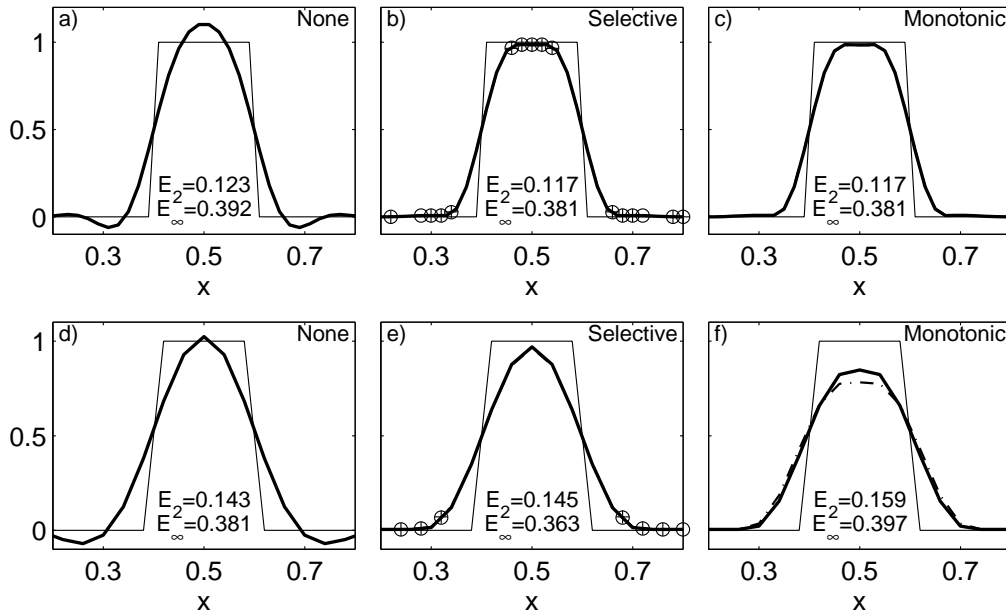 a) None
b) Selective
c) Monotonic
1
0.5
0
E₂=0.123
E∞=0.392
E₂=0.117
E∞=0.381
E₂=0.117
E∞=0.381
0.3 0.5 0.7
0.3 0.5 0.7
0.3 0.5 0.7
x
x
x
d) None
e) Selective
f) Monotonic
1
0.5
0
E₂=0.143
E∞=0.381
E₂=0.145
E∞=0.363
E₂=0.159
E∞=0.397
0.3 0.5 0.7
0.3 0.5 0.7
0.3 0.5 0.7
x
x
x